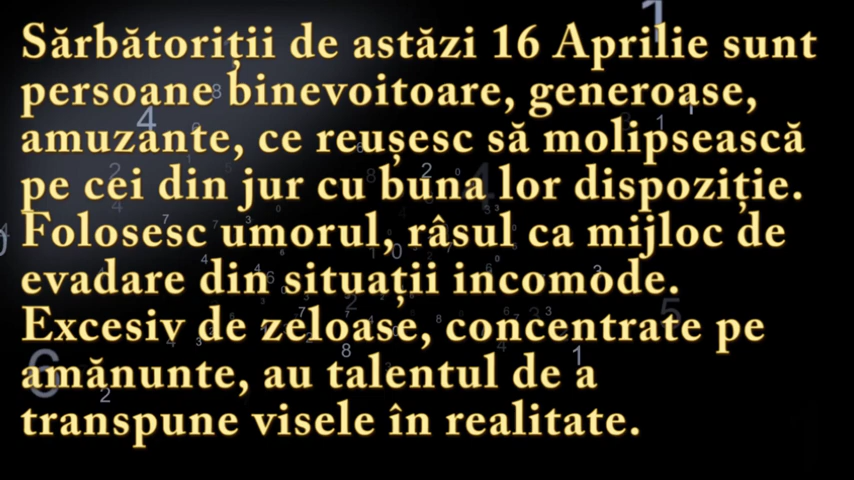 Sărbătoriții de astăzi 16 Aprilie sunt
persoane binevoitoare, generoase,
amuzante, ce reușesc să molipsească
pe cei din jur cu buna lor dispoziție.
Folosesc umorul, râsul ca mijloc de
evadare din situații incomode.
Excesiv de zeloase, concentrate pe
amănunte, au talentul de a
transpune visele în realitate.